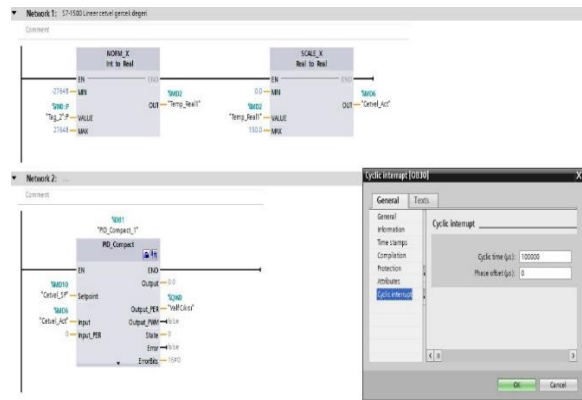 Network 1: S7-1500 Lineer cetvel gercek degeri
Comment
NORM_X
Int to Real
EN ENO
-27648 MIN
%MD2
OUT "Temp_Real1"
"Tag_2":P VALUE
27648 MAX
SCALE_X
Real to Real
EN ENO
0.0 MIN
%MD6
OUT "Cetvel_Act"
%MD2
"Temp_Real1" VALUE
MAX
Network 2: ...
Comment
%DB1
"PID_Compact_1"
PID_Compact
EN ENO
Output 0.0
%MD10
"Cetvel_SP" Setpoint
%QW0
Output_PER
%MD6
"Cetvel_Act" Input
Output_PWM false
0 Input_PER
State 0
Error false
ErrorBits 16#0
Cyclic interrupt [OB30] X
General Texts
General
Information
Time stamps
Compilation
Protection
Attributes
Cyclic interrupt
Cyclic interrupt
Cyclic time (µs): 100000
Phase offset (µs): 0
OK Cancel